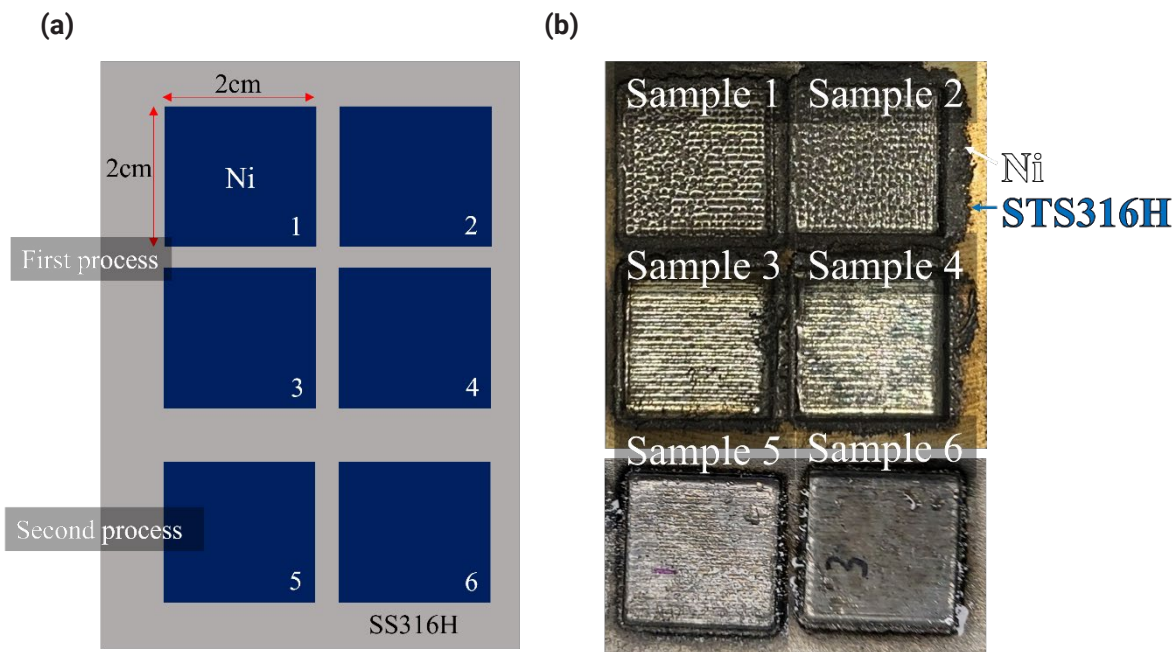 (a)
(b)
2cm
2cm
Ni
1
2
First process
3
4
Second process
5
6
SS316H
Sample 1
Sample 2
Ni
STS316H
Sample 3
Sample 4
Sample 5
Sample 6
3